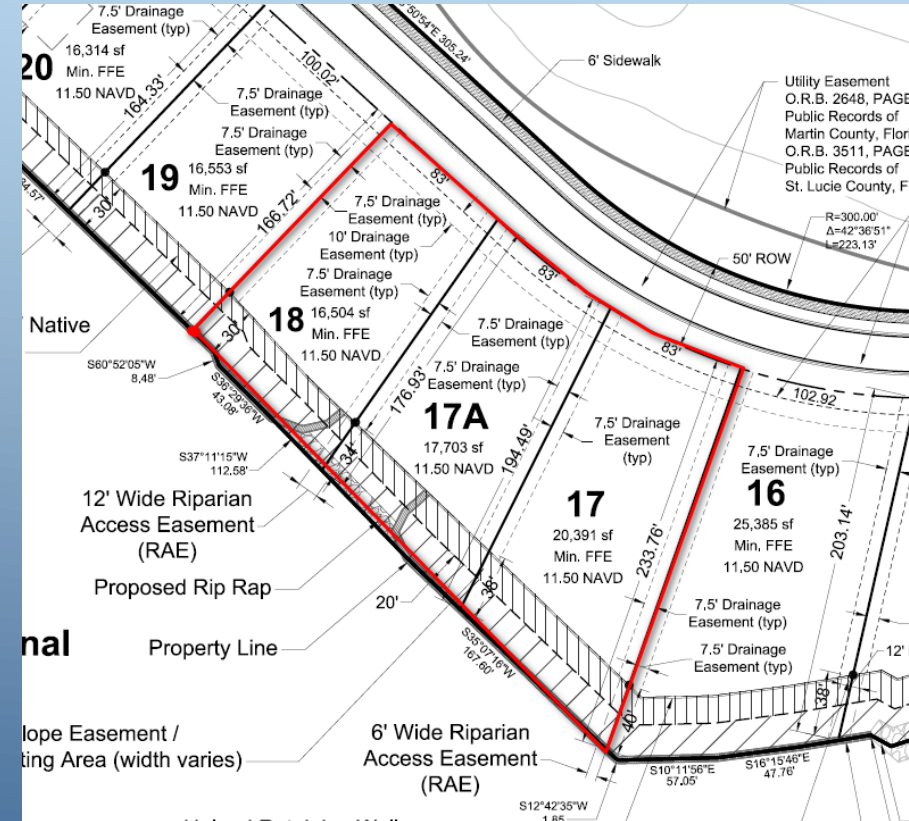 7.5' Drainage
Easement (typ)
20
16,314 sf
Min. FFE
11.50 NAVD
164.33'
100.02'
50'54"E 305.24'
6' Sidewalk
Utility Easement
O.R.B. 2648, PAGE
Public Records of
Martin County, Flori
O.R.B. 3511, PAGE
Public Records of
St. Lucie County, F
7.5' Drainage
Easement (typ)
7.5' Drainage
Easement (typ)
19
16,553 sf
Min. FFE
11.50 NAVD
166.72'
30'
34.57'
83'
R=300.00'
Δ=42°36'51"
L=223.13'
50' ROW
7.5' Drainage
Easement (typ)
10' Drainage
Easement (typ)
7.5' Drainage
Easement (typ)
18
16,504 sf
Min. FFE
11.50 NAVD
30'
176.93'
83'
Native
S60°52'05"W
8.48'
S36°29'36"W
43.08'
S37°11'15"W
112.58'
7.5' Drainage
Easement (typ)
7.5' Drainage
Easement (typ)
17A
17,703 sf
11.50 NAVD
34'
194.49'
83'
102.92
7.5' Drainage
Easement
(typ)
17
20,391 sf
Min. FFE
11.50 NAVD
233.76'
7.5' Drainage
Easement (typ)
16
25,385 sf
Min. FFE
11.50 NAVD
203.14'
12' Wide Riparian
Access Easement
(RAE)
Proposed Rip Rap
20'
38'
7.5' Drainage
Easement (typ)
7.5' Drainage
Easement (typ)
12'
nal
Property Line
S35°07'16"W
167.60'
40'
38'
lope Easement /
ting Area (width varies)
6' Wide Riparian
Access Easement
(RAE)
S10°11'56"E
57.05'
S16°15'46"E
47.76'
S12°42'35"W
1.85